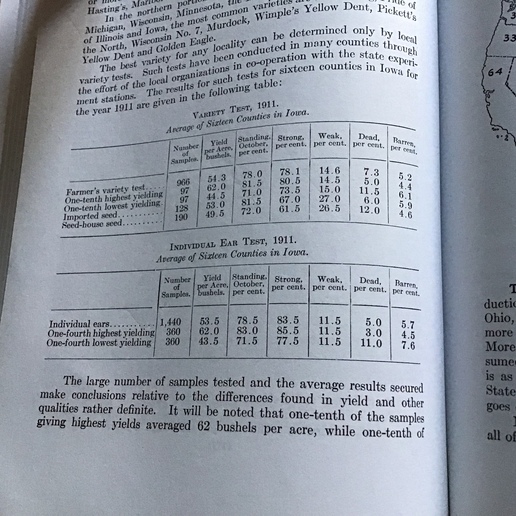 Hasting's,
In the northern
Michigan, Wisconsin, Minnesota, the
of Illinois and Iowa, the most common varieties are
the North, Wisconsin No. 7, Murdock, Wimple's Yellow Dent, Pickett's
Yellow Dent and Golden Eagle.
The best variety for any locality can be determined only by local
variety tests. Such tests have been conducted in many counties through
the effort of the local organizations in co-operation with the state experi-
ment stations. The results for such tests for sixteen counties in Iowa for
the year 1911 are given in the following table:
VARIETY TEST, 1911.
Average of Sixteen Counties in Iowa.
Number of Samples. Yield per Acre, bushels. Standing, October, per cent. Strong, per cent. Weak, per cent. Dead, per cent. Barren, per cent.
Farmer's variety test.... 966 54.3 78.0 78.1 14.6 7.3 5.2
One-tenth highest yielding 97 62.0 81.5 80.5 14.5 5.0 4.4
One-tenth lowest yielding 97 44.5 71.0 73.5 15.0 11.5 6.1
Imported seed.......... 128 53.0 81.5 67.0 27.0 6.0 5.9
Seed-house seed........ 190 49.5 72.0 61.5 26.5 12.0 4.6
INDIVIDUAL EAR TEST, 1911.
Average of Sixteen Counties in Iowa.
Number of Samples. Yield per Acre, bushels. Standing, October, per cent. Strong, per cent. Weak, per cent. Dead, per cent. Barren, per cent.
Individual ears.......... 1,440 53.5 78.5 83.5 11.5 5.0 5.7
One-fourth highest yielding 360 62.0 83.0 85.5 11.5 3.0 4.5
One-fourth lowest yielding 360 43.5 71.5 77.5 11.5 11.0 7.6
The large number of samples tested and the average results secured
make conclusions relative to the differences found in yield and other
qualities rather definite. It will be noted that one-tenth of the samples
giving highest yields averaged 62 bushels per acre, while one-tenth of
33
64
T
ductio
Ohio,
more
More
sume
is as
State
goes
all of